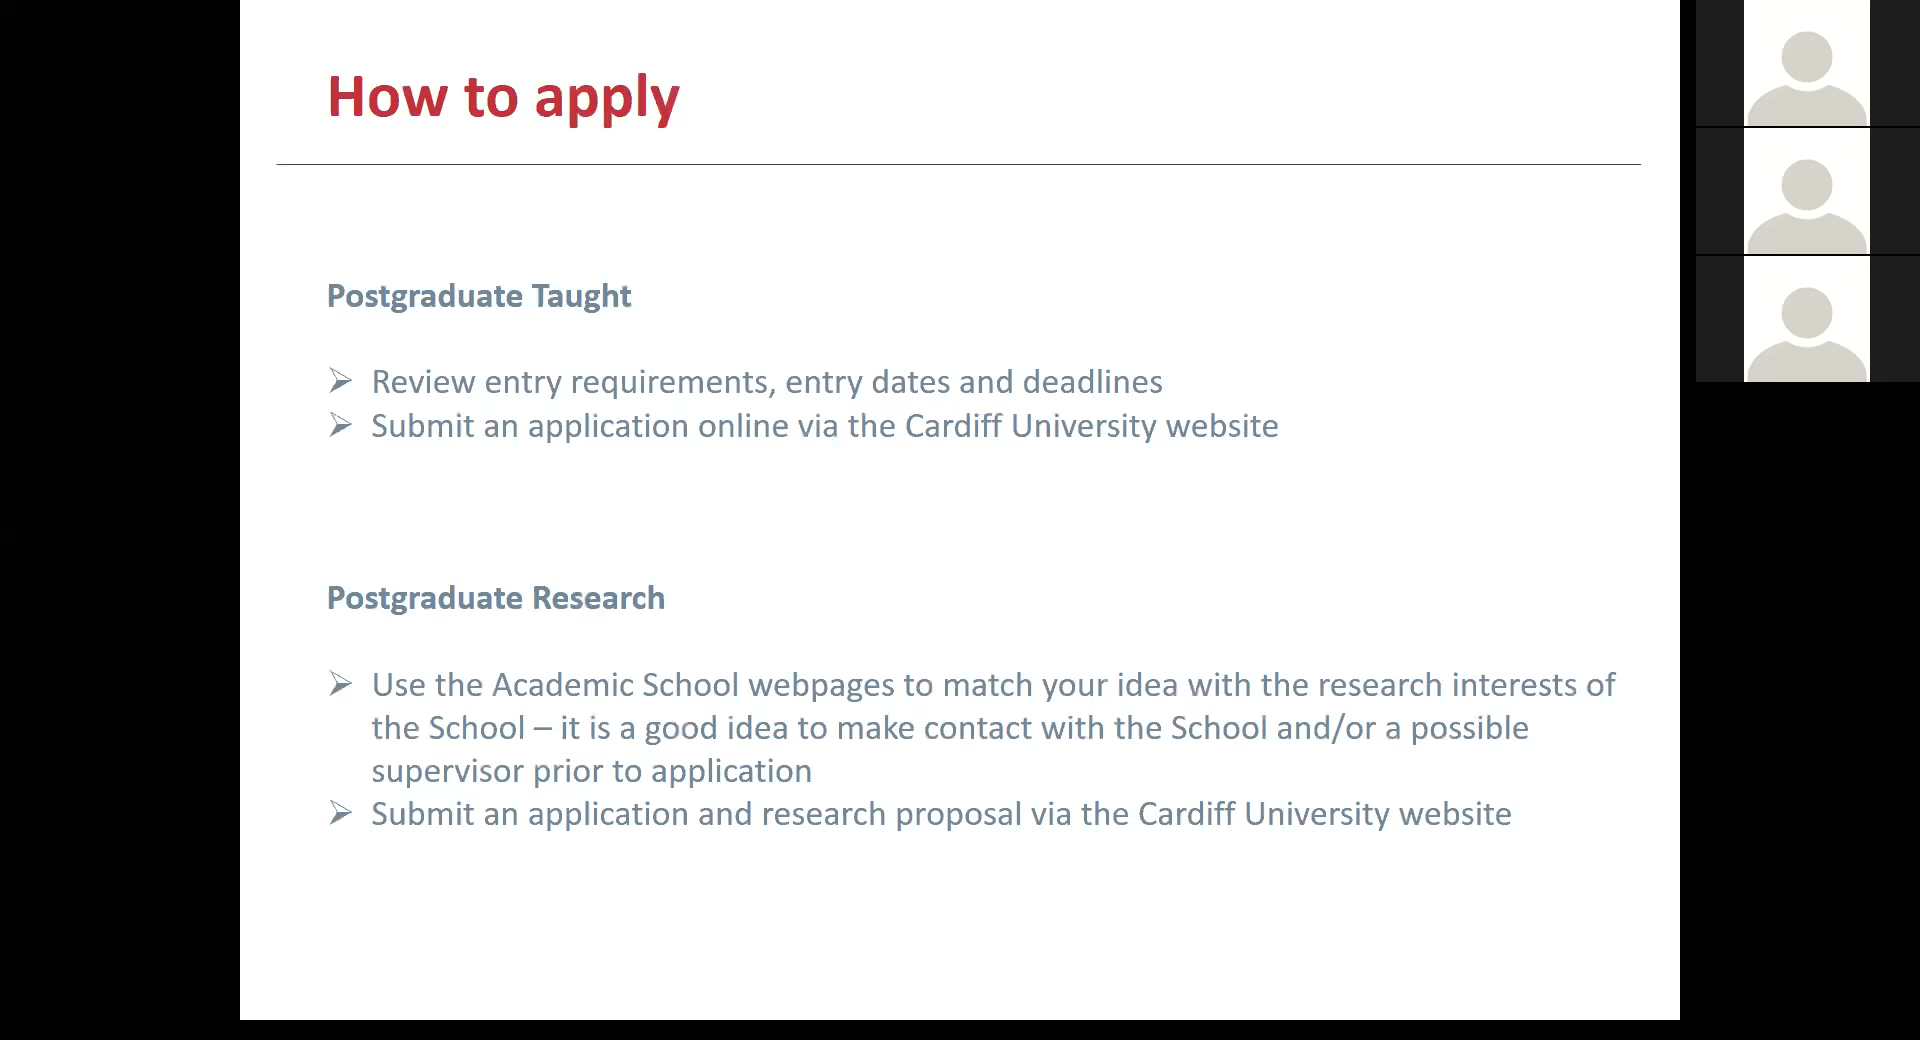 How to apply
Postgraduate Taught
➢ Review entry requirements, entry dates and deadlines
➢ Submit an application online via the Cardiff University website
Postgraduate Research
➢ Use the Academic School webpages to match your idea with the research interests of
the School – it is a good idea to make contact with the School and/or a possible
supervisor prior to application
➢ Submit an application and research proposal via the Cardiff University website